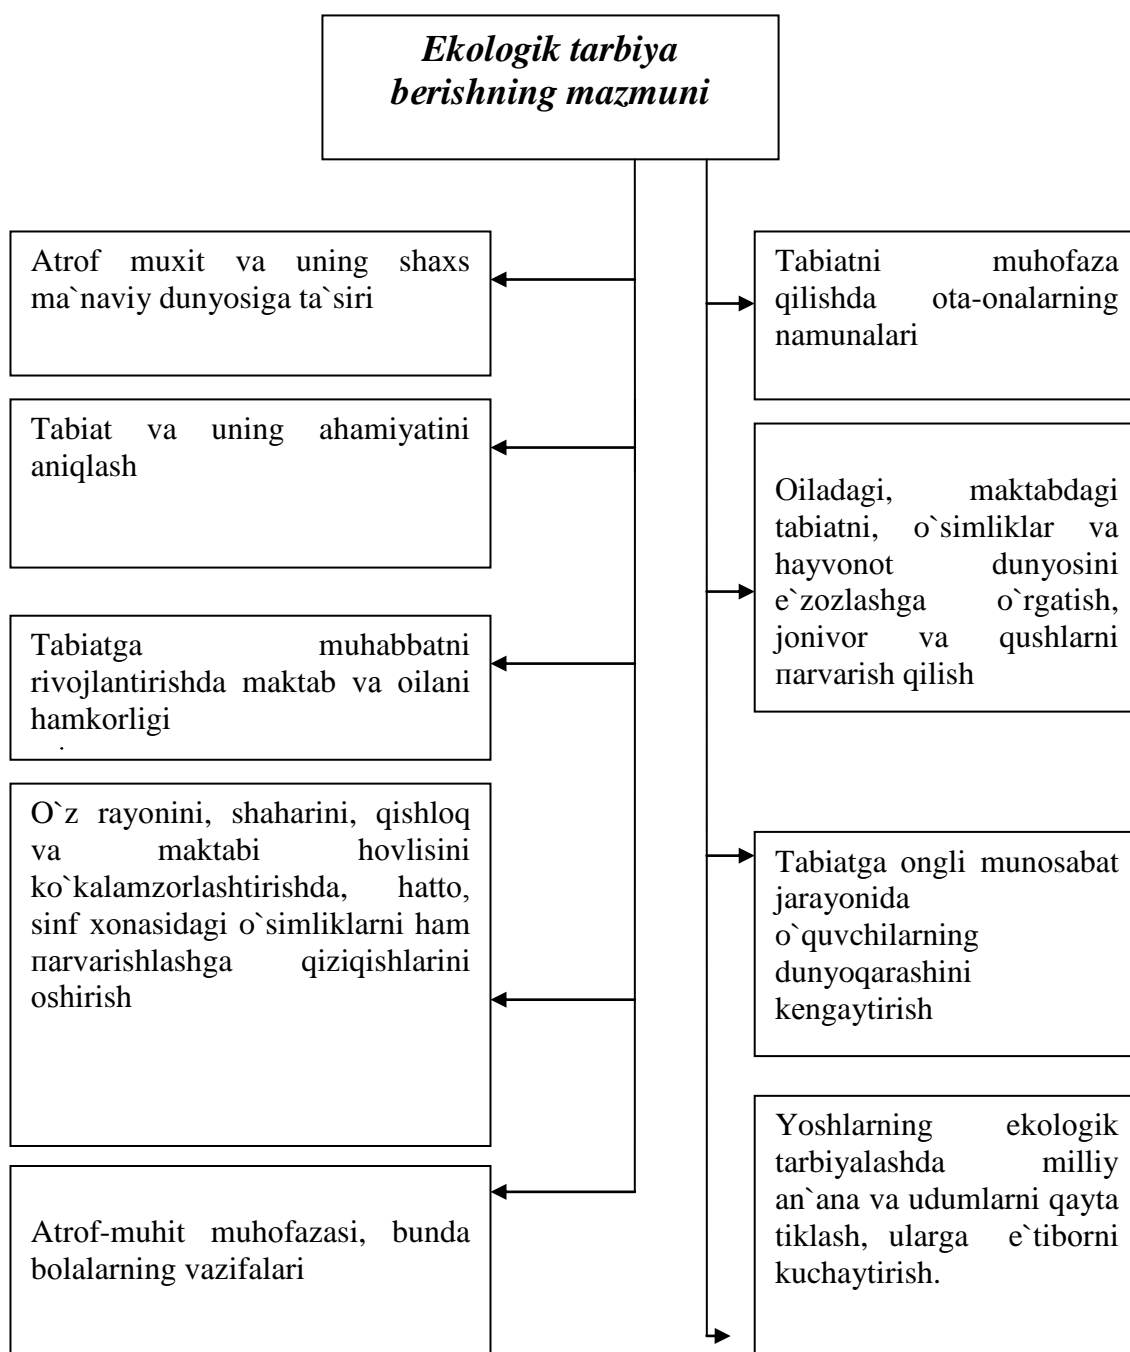 Ekologik tarbiya
berishning mazmuni
Atrof muxit va uning shaxs
ma`naviy dunyosiga ta`siri
Tabiat va uning ahamiyatini
aniqlash
Tabiatga muhabbatni
rivojlantirishda maktab va oilani
hamkorligi
O`z rayonini, shaharini, qishloq
va maktabi hovlisini
ko`kalamzorlashtirishda, hatto,
sinf xonasidagi o`simliklarni ham
пarvarishlashga qiziqishlarini
oshirish
Atrof-muhit muhofazasi, bunda
bolalarning vazifalari
Tabiatni muhofaza
qilishda ota-onalarning
namunalari
Oiladagi, maktabdagi
tabiatni, o`simliklar va
hayvonot dunyosini
e`zozlashga o`rgatish,
jonivor va qushlarni
пarvarish qilish
Tabiatga ongli munosabat
jarayonida
o`quvchilarning
dunyoqarashini
kengaytirish
Yoshlarning ekologik
tarbiyalashda milliy
an`ana va udumlarni qayta
tiklash, ularga e`tiborni
kuchaytirish.